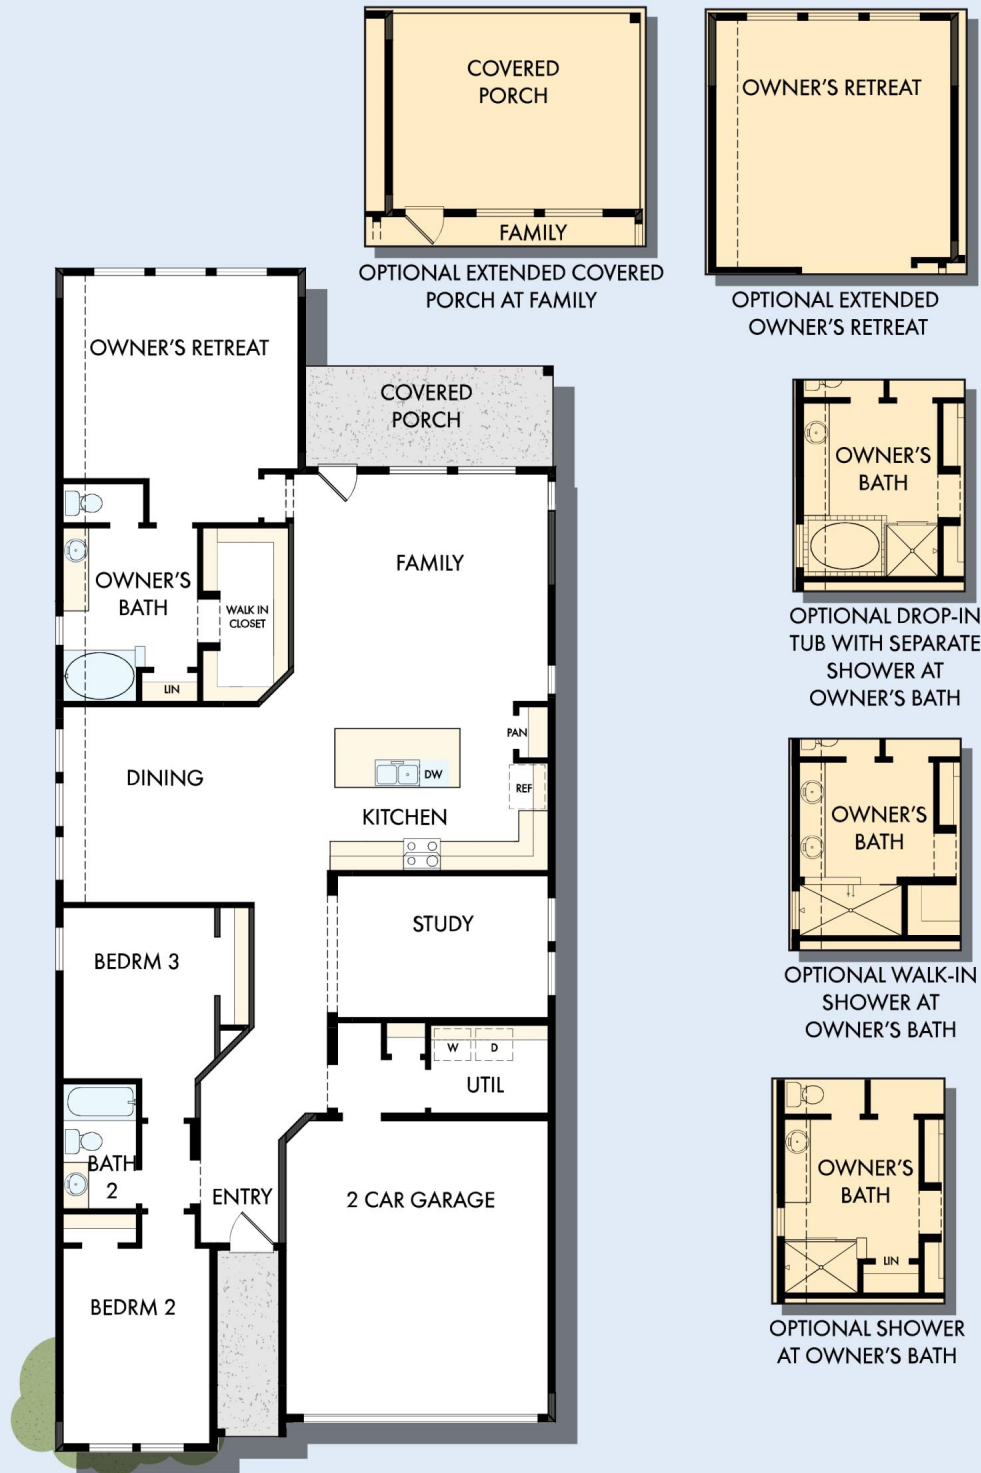 COVERED
PORCH
FAMILY
OPTIONAL EXTENDED COVERED
PORCH AT FAMILY
OWNER'S RETREAT
OPTIONAL EXTENDED
OWNER'S RETREAT
OWNER'S RETREAT
COVERED
PORCH
FAMILY
OWNER'S
BATH
WALK IN
CLOSET
LIN
PAN
DINING
DW
REF
KITCHEN
STUDY
BEDRM 3
W
D
UTIL
BATH
2
ENTRY
2 CAR GARAGE
BEDRM 2
OWNER'S
BATH
OPTIONAL DROP-IN
TUB WITH SEPARATE
SHOWER AT
OWNER'S BATH
OWNER'S
BATH
OPTIONAL WALK-IN
SHOWER AT
OWNER'S BATH
OWNER'S
BATH
LIN
OPTIONAL SHOWER
AT OWNER'S BATH